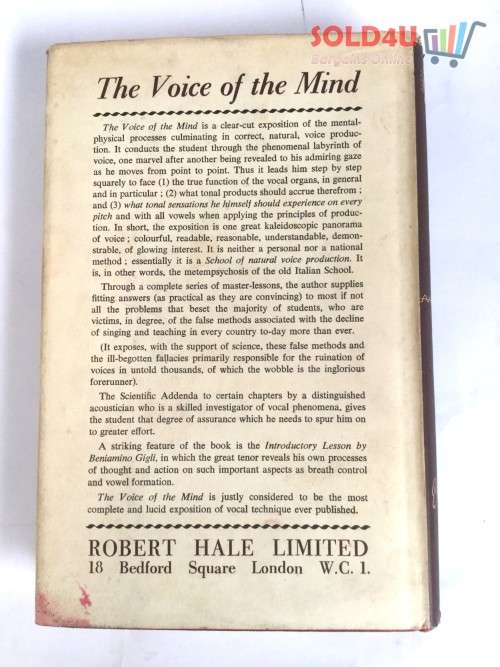 SOLD4U
Bargains Online
The Voice of the Mind
The Voice of the Mind is a clear-cut exposition of the mental-
physical processes culminating in correct, natural, voice produc-
tion. It conducts the student through the phenomenal labyrinth of
voice, one marvel after another being revealed to his admiring gaze
as he moves from point to point. Thus it leads him step by step
squarely to face (1) the true function of the vocal organs, in general
and in particular ; (2) what tonal products should accrue therefrom ;
and (3) what tonal sensations he himself should experience on every
pitch and with all vowels when applying the principles of produc-
tion. In short, the exposition is one great kaleidoscopic panorama
of voice ; colourful, readable, reasonable, understandable, demon-
strable, of glowing interest. It is neither a personal nor a national
method ; essentially it is a School of natural voice production. It
is, in other words, the metempsychosis of the old Italian School.
Through a complete series of master-lessons, the author supplies
fitting answers (as practical as they are convincing) to most if not
all the problems that beset the majority of students, who are
victims, in degree, of the false methods associated with the decline
of singing and teaching in every country to-day more than ever.
(It exposes, with the support of science, these false methods and
the ill-begotten fallacies primarily responsible for the ruination of
voices in untold thousands, of which the wobble is the inglorious
forerunner).
The Scientific Addenda to certain chapters by a distinguished
acoustician who is a skilled investigator of vocal phenomena, gives
the student that degree of assurance which he needs to spur him on
to greater effort.
A striking feature of the book is the Introductory Lesson by
Beniamino Gigli, in which the great tenor reveals his own processes
of thought and action on such important aspects as breath control
and vowel formation.
The Voice of the Mind is justly considered to be the most
complete and lucid exposition of vocal technique ever published.
ROBERT HALE LIMITED
18 Bedford Square London W.C. 1.